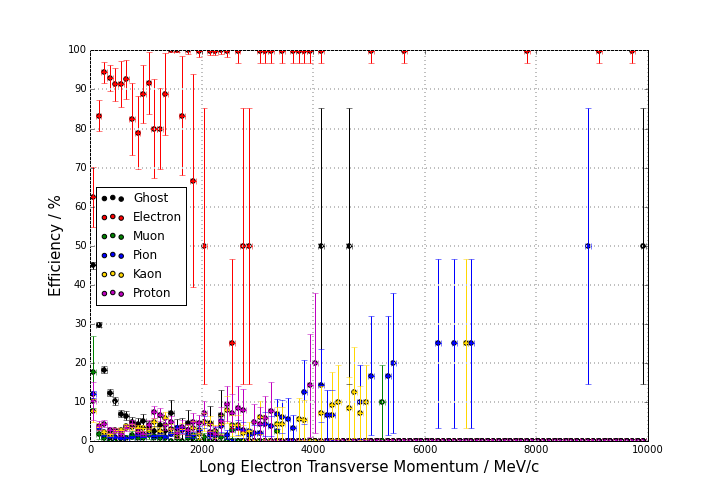 100
90
80
70
60
50
40
30
20
10
0
Efficiency / %
Ghost
Electron
Muon
Pion
Kaon
Proton
0 2000 4000 6000 8000 10000
Long Electron Transverse Momentum / MeV/c